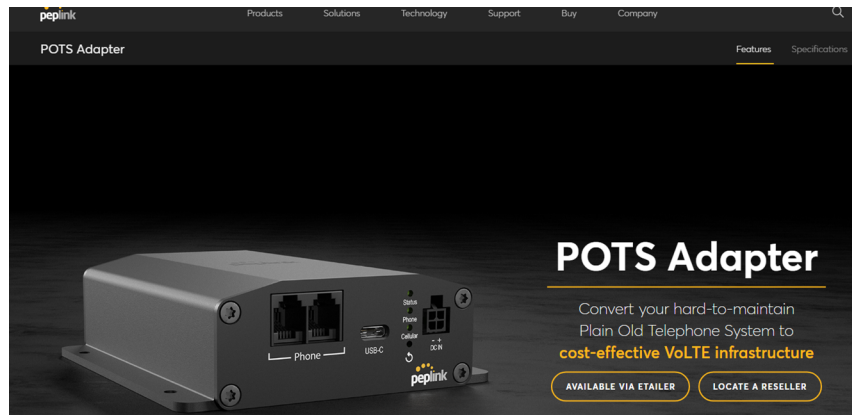 peplink
Products Solutions Technology Support Buy Company
POTS Adapter
Features Specifications
POTS Adapter
Convert your hard-to-maintain
Plain Old Telephone System to
cost-effective VoLTE infrastructure
AVAILABLE VIA ETAILER LOCATE A RESELLER
Status
Phone
Cellular
Phone
USB-C
- +
DC IN
peplink